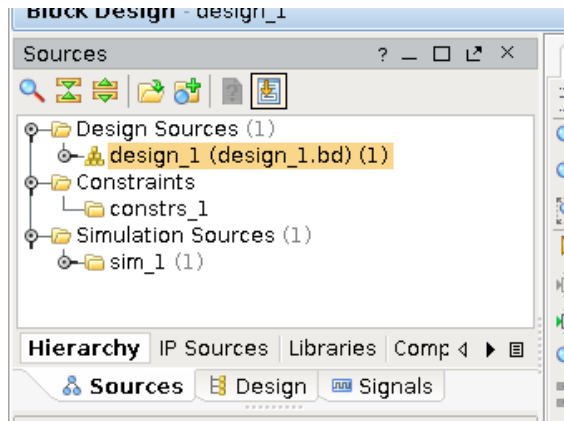 Block Design - design_1
Sources
Design Sources (1)
design_1 (design_1.bd) (1)
Constraints
constrs_1
Simulation Sources (1)
sim_1 (1)
Hierarchy IP Sources Libraries Comp
Sources Design Signals